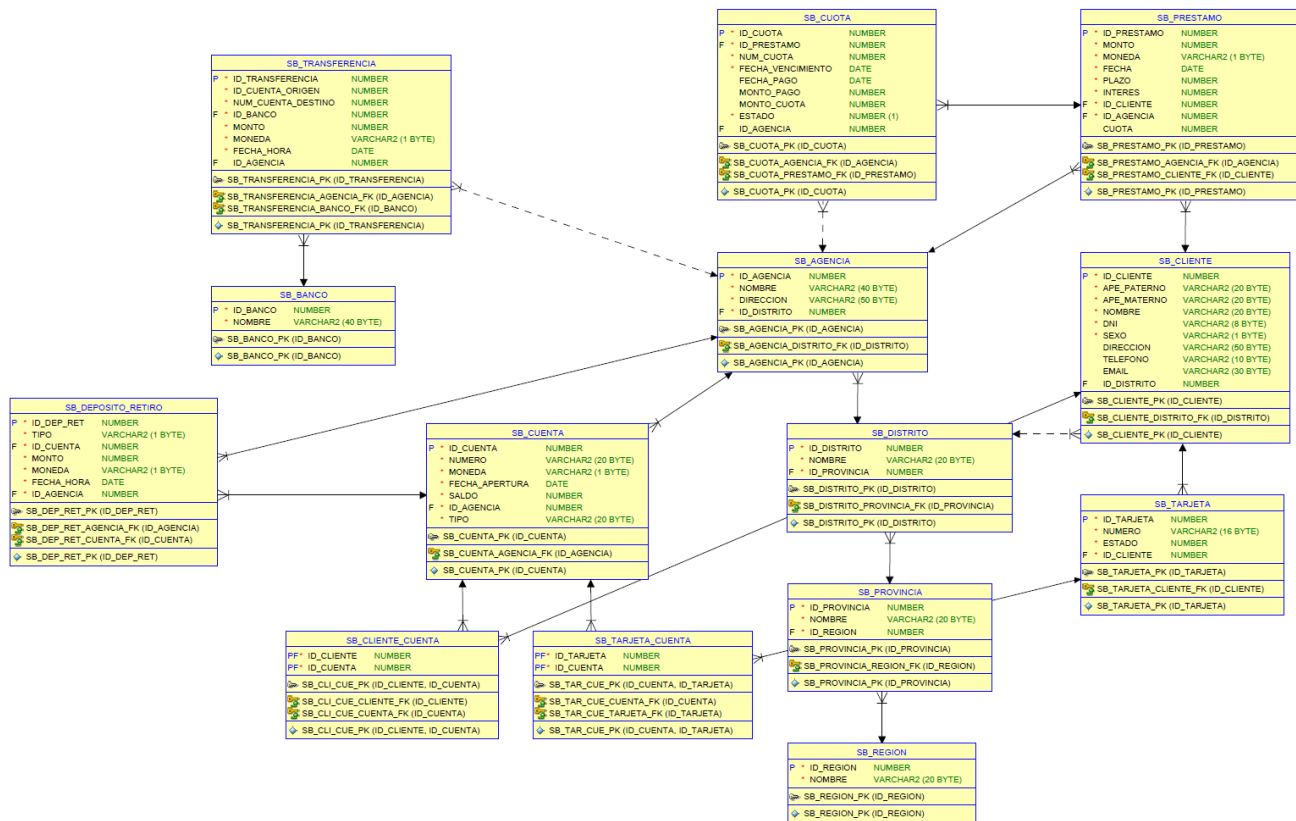 SB_CUOTA
P * ID_CUOTA NUMBER
F * ID_PRESTAMO NUMBER
* NUM_CUOTA NUMBER
* FECHA_VENCIMIENTO DATE
FECHA_PAGO DATE
MONTO_PAGO NUMBER
MONTO_CUOTA NUMBER
* ESTADO NUMBER (1)
F ID_AGENCIA NUMBER
SB_CUOTA_PK (ID_CUOTA)
SB_CUOTA_AGENCIA_FK (ID_AGENCIA)
SB_CUOTA_PRESTAMO_FK (ID_PRESTAMO)
SB_CUOTA_PK (ID_CUOTA)
SB_PRESTAMO
P * ID_PRESTAMO NUMBER
* MONTO NUMBER
* MONEDA VARCHAR2 (1 BYTE)
* FECHA DATE
* PLAZO NUMBER
* INTERES NUMBER
F * ID_CLIENTE NUMBER
F * ID_AGENCIA NUMBER
CUOTA NUMBER
SB_PRESTAMO_PK (ID_PRESTAMO)
SB_PRESTAMO_AGENCIA_FK (ID_AGENCIA)
SB_PRESTAMO_CLIENTE_FK (ID_CLIENTE)
SB_PRESTAMO_PK (ID_PRESTAMO)
SB_TRANSFERENCIA
P * ID_TRANSFERENCIA NUMBER
* ID_CUENTA_ORIGEN NUMBER
* NUM_CUENTA_DESTINO NUMBER
F * ID_BANCO NUMBER
* MONTO NUMBER
* MONEDA VARCHAR2 (1 BYTE)
* FECHA_HORA DATE
F ID_AGENCIA NUMBER
SB_TRANSFERENCIA_PK (ID_TRANSFERENCIA)
SB_TRANSFERENCIA_AGENCIA_FK (ID_AGENCIA)
SB_TRANSFERENCIA_BANCO_FK (ID_BANCO)
SB_TRANSFERENCIA_PK (ID_TRANSFERENCIA)
SB_BANCO
P * ID_BANCO NUMBER
* NOMBRE VARCHAR2 (40 BYTE)
SB_BANCO_PK (ID_BANCO)
SB_BANCO_PK (ID_BANCO)
SB_AGENCIA
P * ID_AGENCIA NUMBER
* NOMBRE VARCHAR2 (40 BYTE)
* DIRECCION VARCHAR2 (50 BYTE)
F * ID_DISTRITO NUMBER
SB_AGENCIA_PK (ID_AGENCIA)
SB_AGENCIA_DISTRITO_FK (ID_DISTRITO)
SB_AGENCIA_PK (ID_AGENCIA)
SB_CLIENTE
P * ID_CLIENTE NUMBER
* APE_PATERNO VARCHAR2 (20 BYTE)
* APE_MATERNO VARCHAR2 (20 BYTE)
* NOMBRE VARCHAR2 (20 BYTE)
* DNI VARCHAR2 (8 BYTE)
* SEXO VARCHAR2 (1 BYTE)
DIRECCION VARCHAR2 (50 BYTE)
TELEFONO VARCHAR2 (10 BYTE)
EMAIL VARCHAR2 (30 BYTE)
F ID_DISTRITO NUMBER
SB_CLIENTE_PK (ID_CLIENTE)
SB_CLIENTE_DISTRITO_FK (ID_DISTRITO)
SB_CLIENTE_PK (ID_CLIENTE)
SB_DEPOSITO_RETIRO
P * ID_DEP_RET NUMBER
* TIPO VARCHAR2 (1 BYTE)
F * ID_CUENTA NUMBER
* MONTO NUMBER
* MONEDA VARCHAR2 (1 BYTE)
* FECHA_HORA DATE
F * ID_AGENCIA NUMBER
SB_DEP_RET_PK (ID_DEP_RET)
SB_DEP_RET_AGENCIA_FK (ID_AGENCIA)
SB_DEP_RET_CUENTA_FK (ID_CUENTA)
SB_DEP_RET_PK (ID_DEP_RET)
SB_CUENTA
P * ID_CUENTA NUMBER
* NUMERO VARCHAR2 (20 BYTE)
* MONEDA VARCHAR2 (1 BYTE)
* FECHA_APERTURA DATE
* SALDO NUMBER
F * ID_AGENCIA NUMBER
* TIPO VARCHAR2 (20 BYTE)
SB_CUENTA_PK (ID_CUENTA)
SB_CUENTA_AGENCIA_FK (ID_AGENCIA)
SB_CUENTA_PK (ID_CUENTA)
SB_DISTRITO
P * ID_DISTRITO NUMBER
* NOMBRE VARCHAR2 (20 BYTE)
F * ID_PROVINCIA NUMBER
SB_DISTRITO_PK (ID_DISTRITO)
SB_DISTRITO_PROVINCIA_FK (ID_PROVINCIA)
SB_DISTRITO_PK (ID_DISTRITO)
SB_TARJETA
P * ID_TARJETA NUMBER
* NUMERO VARCHAR2 (16 BYTE)
* ESTADO NUMBER
F * ID_CLIENTE NUMBER
SB_TARJETA_PK (ID_TARJETA)
SB_TARJETA_CLIENTE_FK (ID_CLIENTE)
SB_TARJETA_PK (ID_TARJETA)
SB_PROVINCIA
P * ID_PROVINCIA NUMBER
* NOMBRE VARCHAR2 (20 BYTE)
F * ID_REGION NUMBER
SB_PROVINCIA_PK (ID_PROVINCIA)
SB_PROVINCIA_REGION_FK (ID_REGION)
SB_PROVINCIA_PK (ID_PROVINCIA)
SB_CLIENTE_CUENTA
PF* ID_CLIENTE NUMBER
PF* ID_CUENTA NUMBER
SB_CLI_CUE_PK (ID_CLIENTE, ID_CUENTA)
SB_CLI_CUE_CLIENTE_FK (ID_CLIENTE)
SB_CLI_CUE_CUENTA_FK (ID_CUENTA)
SB_CLI_CUE_PK (ID_CLIENTE, ID_CUENTA)
SB_TARJETA_CUENTA
PF* ID_TARJETA NUMBER
PF* ID_CUENTA NUMBER
SB_TAR_CUE_PK (ID_CUENTA, ID_TARJETA)
SB_TAR_CUE_CUENTA_FK (ID_CUENTA)
SB_TAR_CUE_TARJETA_FK (ID_TARJETA)
SB_TAR_CUE_PK (ID_CUENTA, ID_TARJETA)
SB_REGION
P * ID_REGION NUMBER
* NOMBRE VARCHAR2 (20 BYTE)
SB_REGION_PK (ID_REGION)
SB_REGION_PK (ID_REGION)